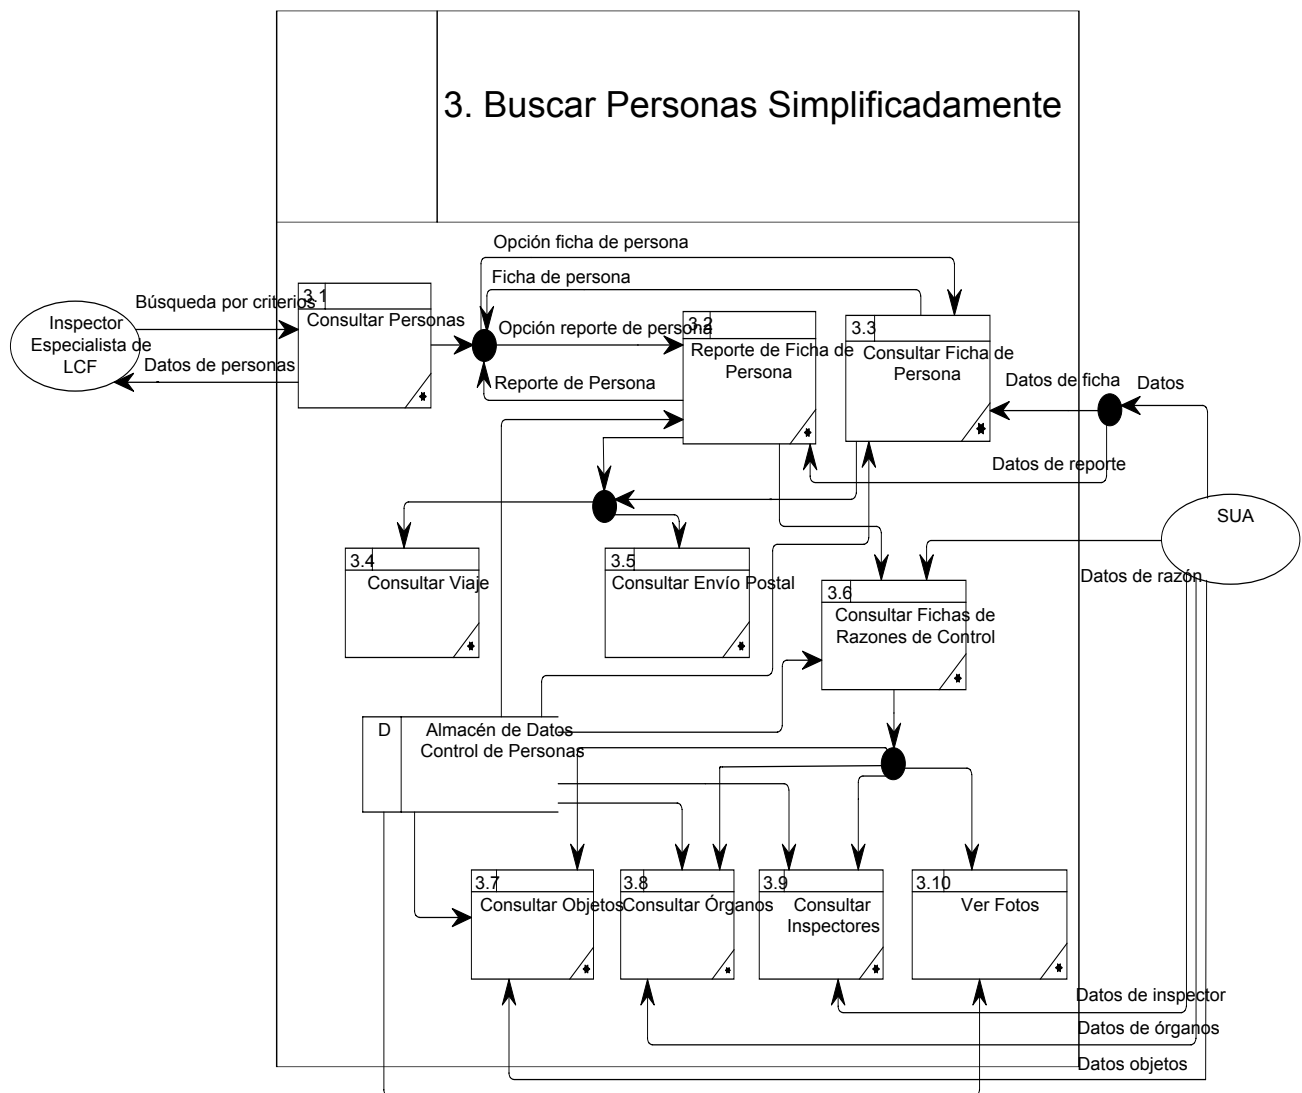 3. Buscar Personas Simplificadamente
Opción ficha de persona
Ficha de persona
Búsqueda por criterios
3.1
Consultar Personas
Inspector
Especialista de
LCF
Datos de personas
Opción reporte de persona
3.2
Reporte de Ficha de
Persona
3.3
Consultar Ficha de
Persona
Reporte de Persona
Datos de ficha
Datos
Datos de reporte
SUA
3.4
Consultar Viaje
3.5
Consultar Envío Postal
Datos de razón
3.6
Consultar Fichas de
Razones de Control
D
Almacén de Datos
Control de Personas
3.7
Consultar Objetos
3.8
Consultar Órganos
3.9
Consultar
Inspectores
3.10
Ver Fotos
Datos de inspector
Datos de órganos
Datos objetos